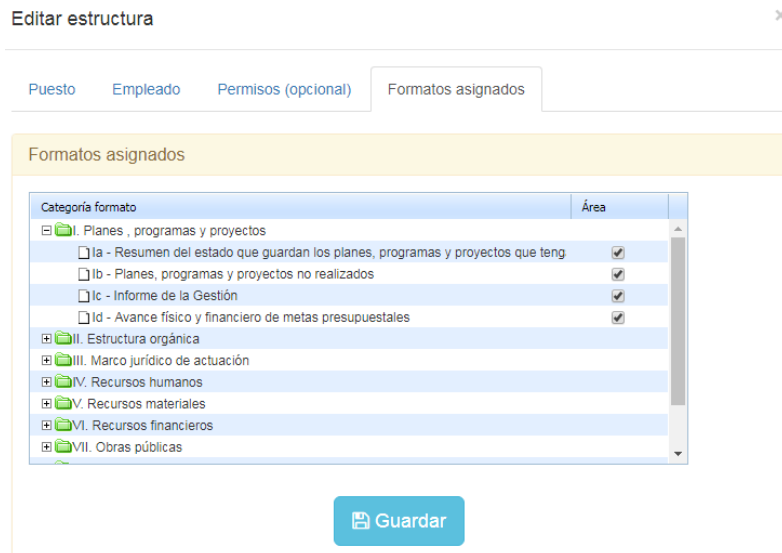 Editar estructura
×
Puesto Empleado Permisos (opcional) Formatos asignados
Formatos asignados
Categoría formato Área
I. Planes , programas y proyectos
Ia - Resumen del estado que guardan los planes, programas y proyectos que teng
Ib - Planes, programas y proyectos no realizados
Ic - Informe de la Gestión
Id - Avance físico y financiero de metas presupuestales
II. Estructura orgánica
III. Marco jurídico de actuación
IV. Recursos humanos
V. Recursos materiales
VI. Recursos financieros
VII. Obras públicas
Guardar